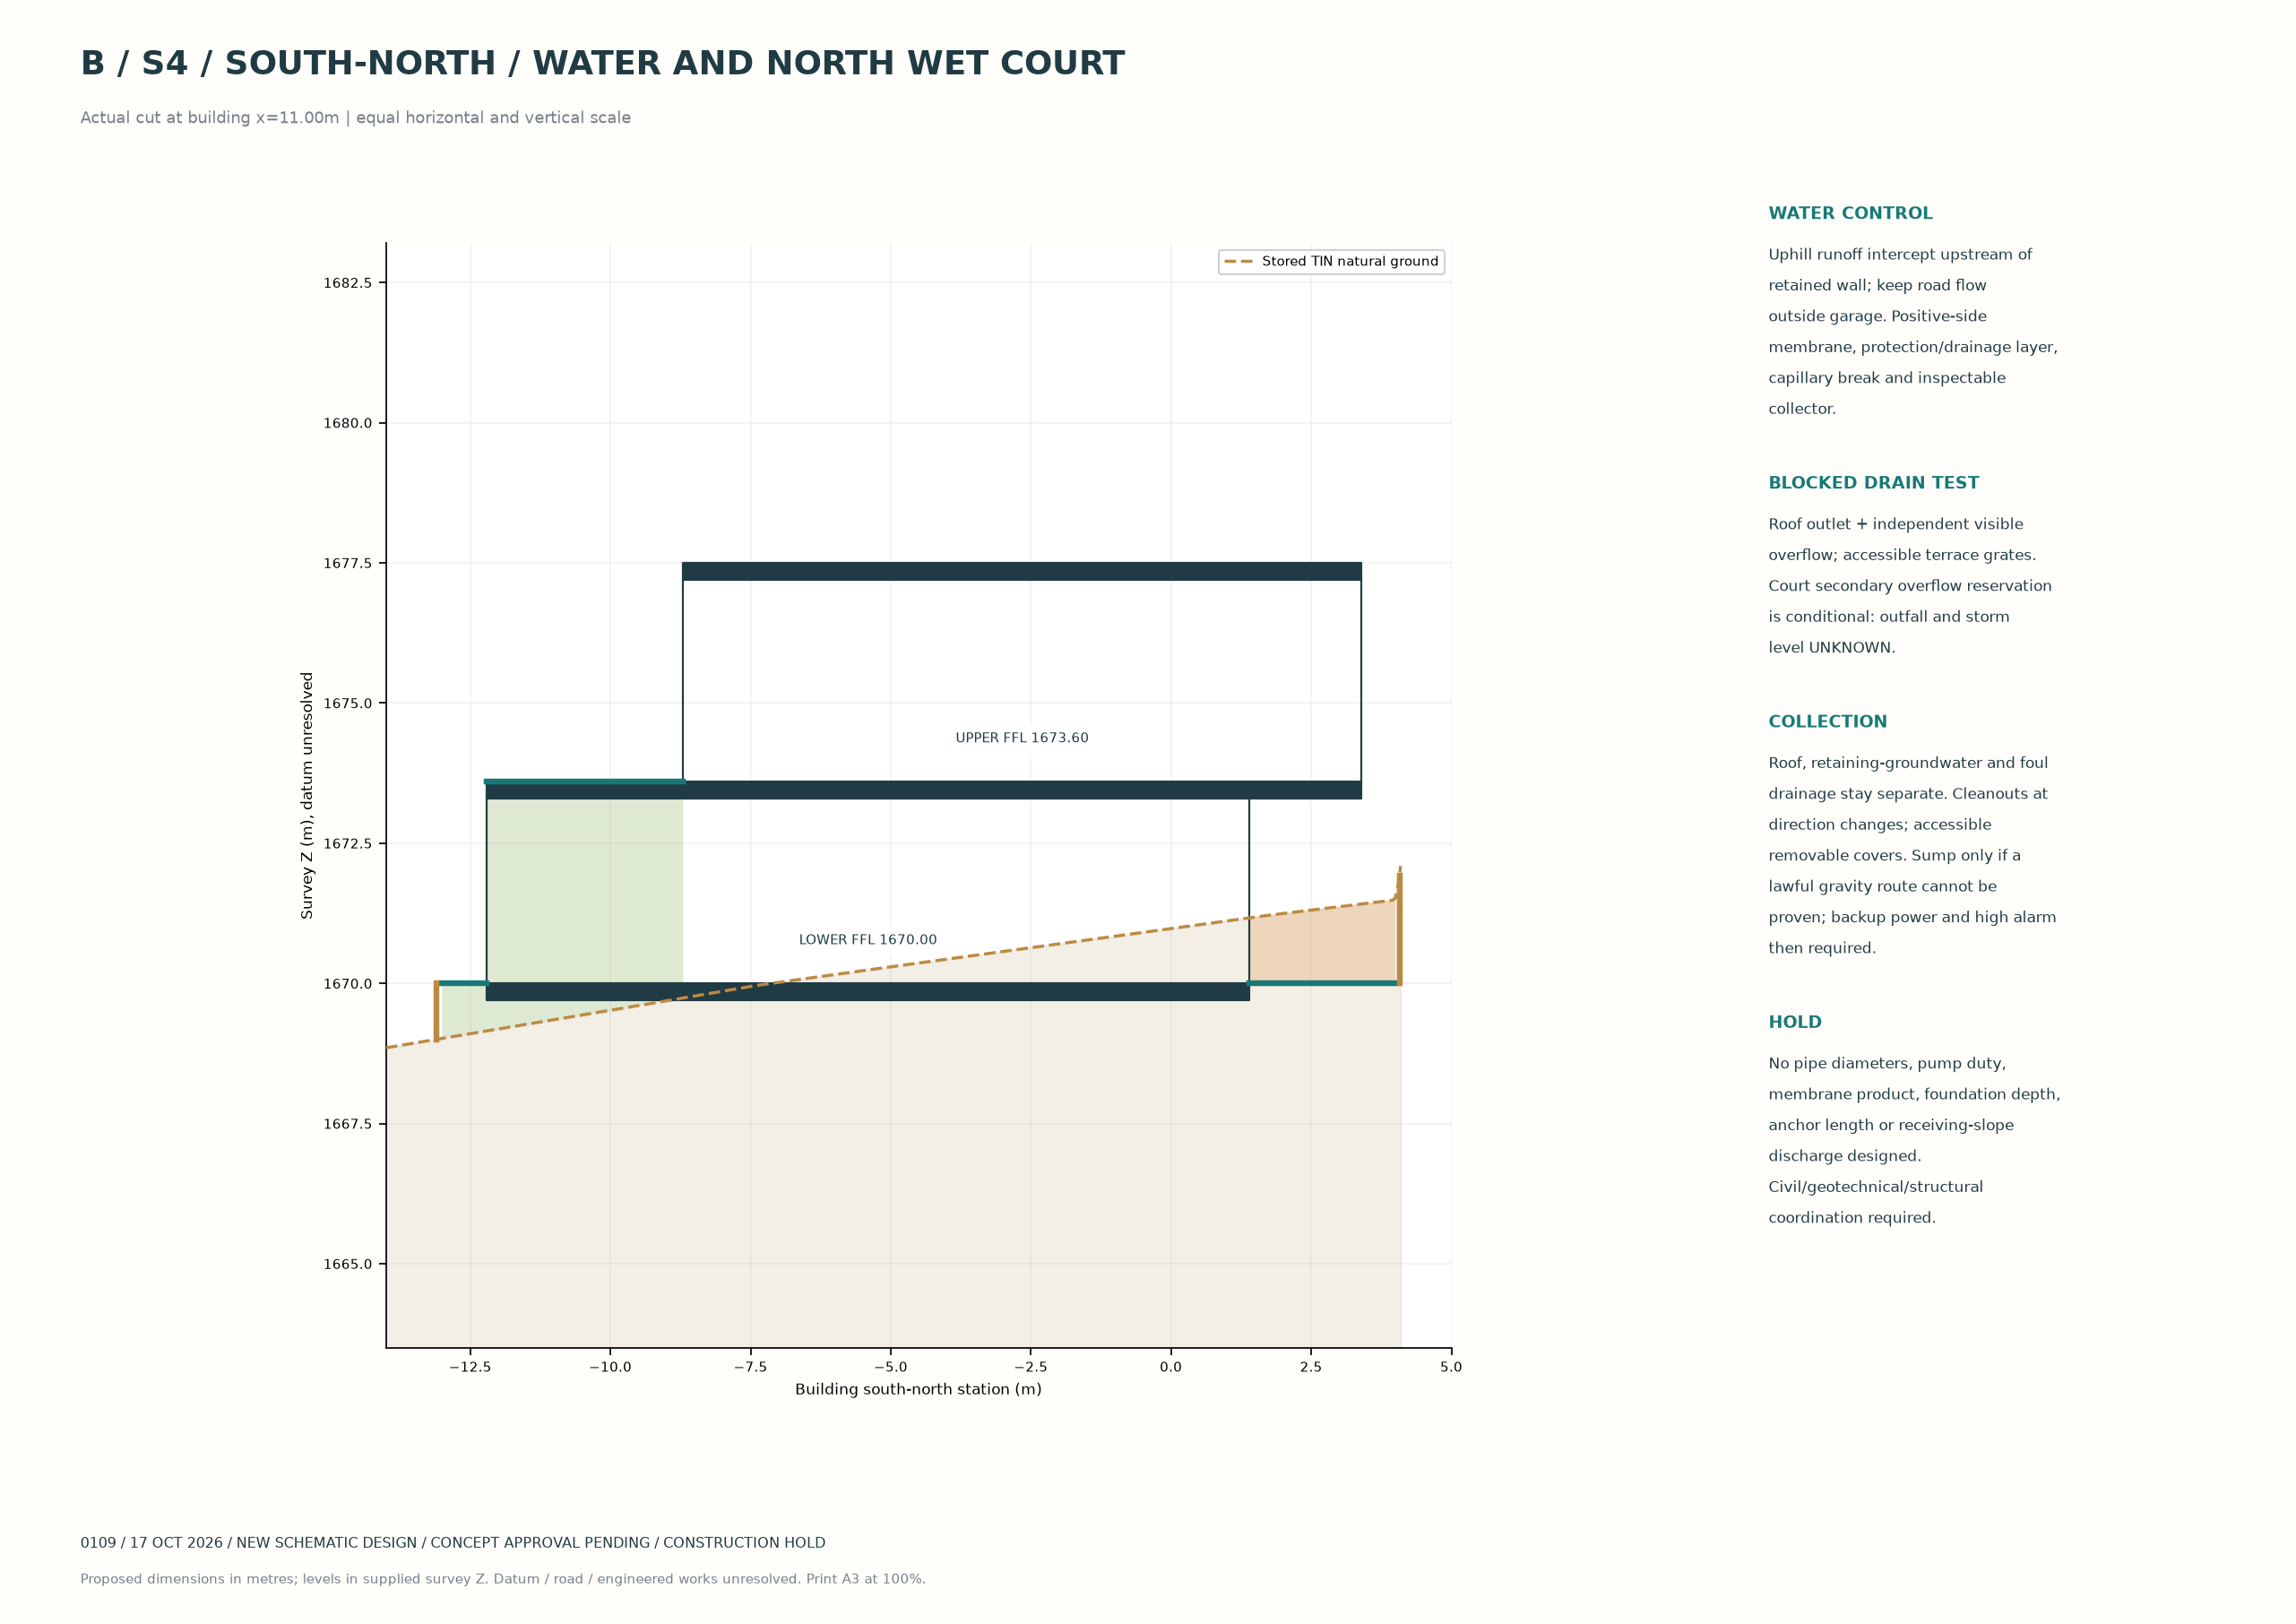 B / S4 / SOUTH-NORTH / WATER AND NORTH WET COURT
Actual cut at building x=11.00m | equal horizontal and vertical scale
Stored TIN natural ground
1682.5
1680.0
1677.5
1675.0
1672.5
1670.0
1667.5
1665.0
Survey Z (m), datum unresolved
UPPER FFL 1673.60
LOWER FFL 1670.00
−12.5
−10.0
−7.5
−5.0
−2.5
0.0
2.5
5.0
Building south-north station (m)
WATER CONTROL
Uphill runoff intercept upstream of
retained wall; keep road flow
outside garage. Positive-side
membrane, protection/drainage layer,
capillary break and inspectable
collector.
BLOCKED DRAIN TEST
Roof outlet + independent visible
overflow; accessible terrace grates.
Court secondary overflow reservation
is conditional: outfall and storm
level UNKNOWN.
COLLECTION
Roof, retaining-groundwater and foul
drainage stay separate. Cleanouts at
direction changes; accessible
removable covers. Sump only if a
lawful gravity route cannot be
proven; backup power and high alarm
then required.
HOLD
No pipe diameters, pump duty,
membrane product, foundation depth,
anchor length or receiving-slope
discharge designed.
Civil/geotechnical/structural
coordination required.
0109 / 17 OCT 2026 / NEW SCHEMATIC DESIGN / CONCEPT APPROVAL PENDING / CONSTRUCTION HOLD
Proposed dimensions in metres; levels in supplied survey Z. Datum / road / engineered works unresolved. Print A3 at 100%.